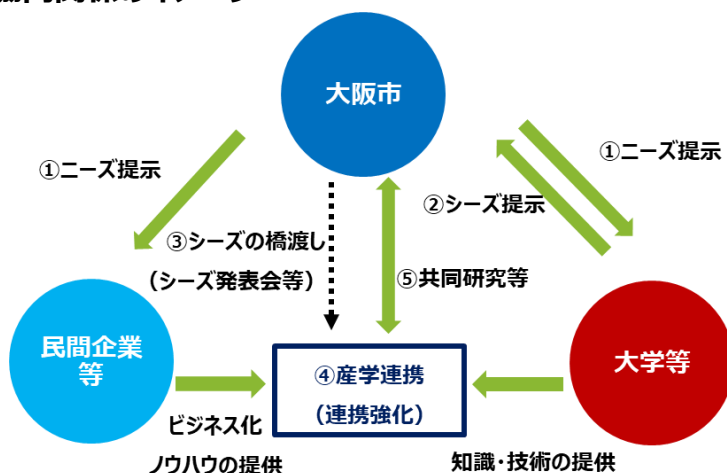 大阪市
①ニーズ提示
①ニーズ提示
②シーズ提示
③シーズの橋渡し
(シーズ発表会等)
⑤共同研究等
民間企業
等
④産学連携
(連携強化)
大学等
ビジネス化
ノウハウの提供
知識・技術の提供